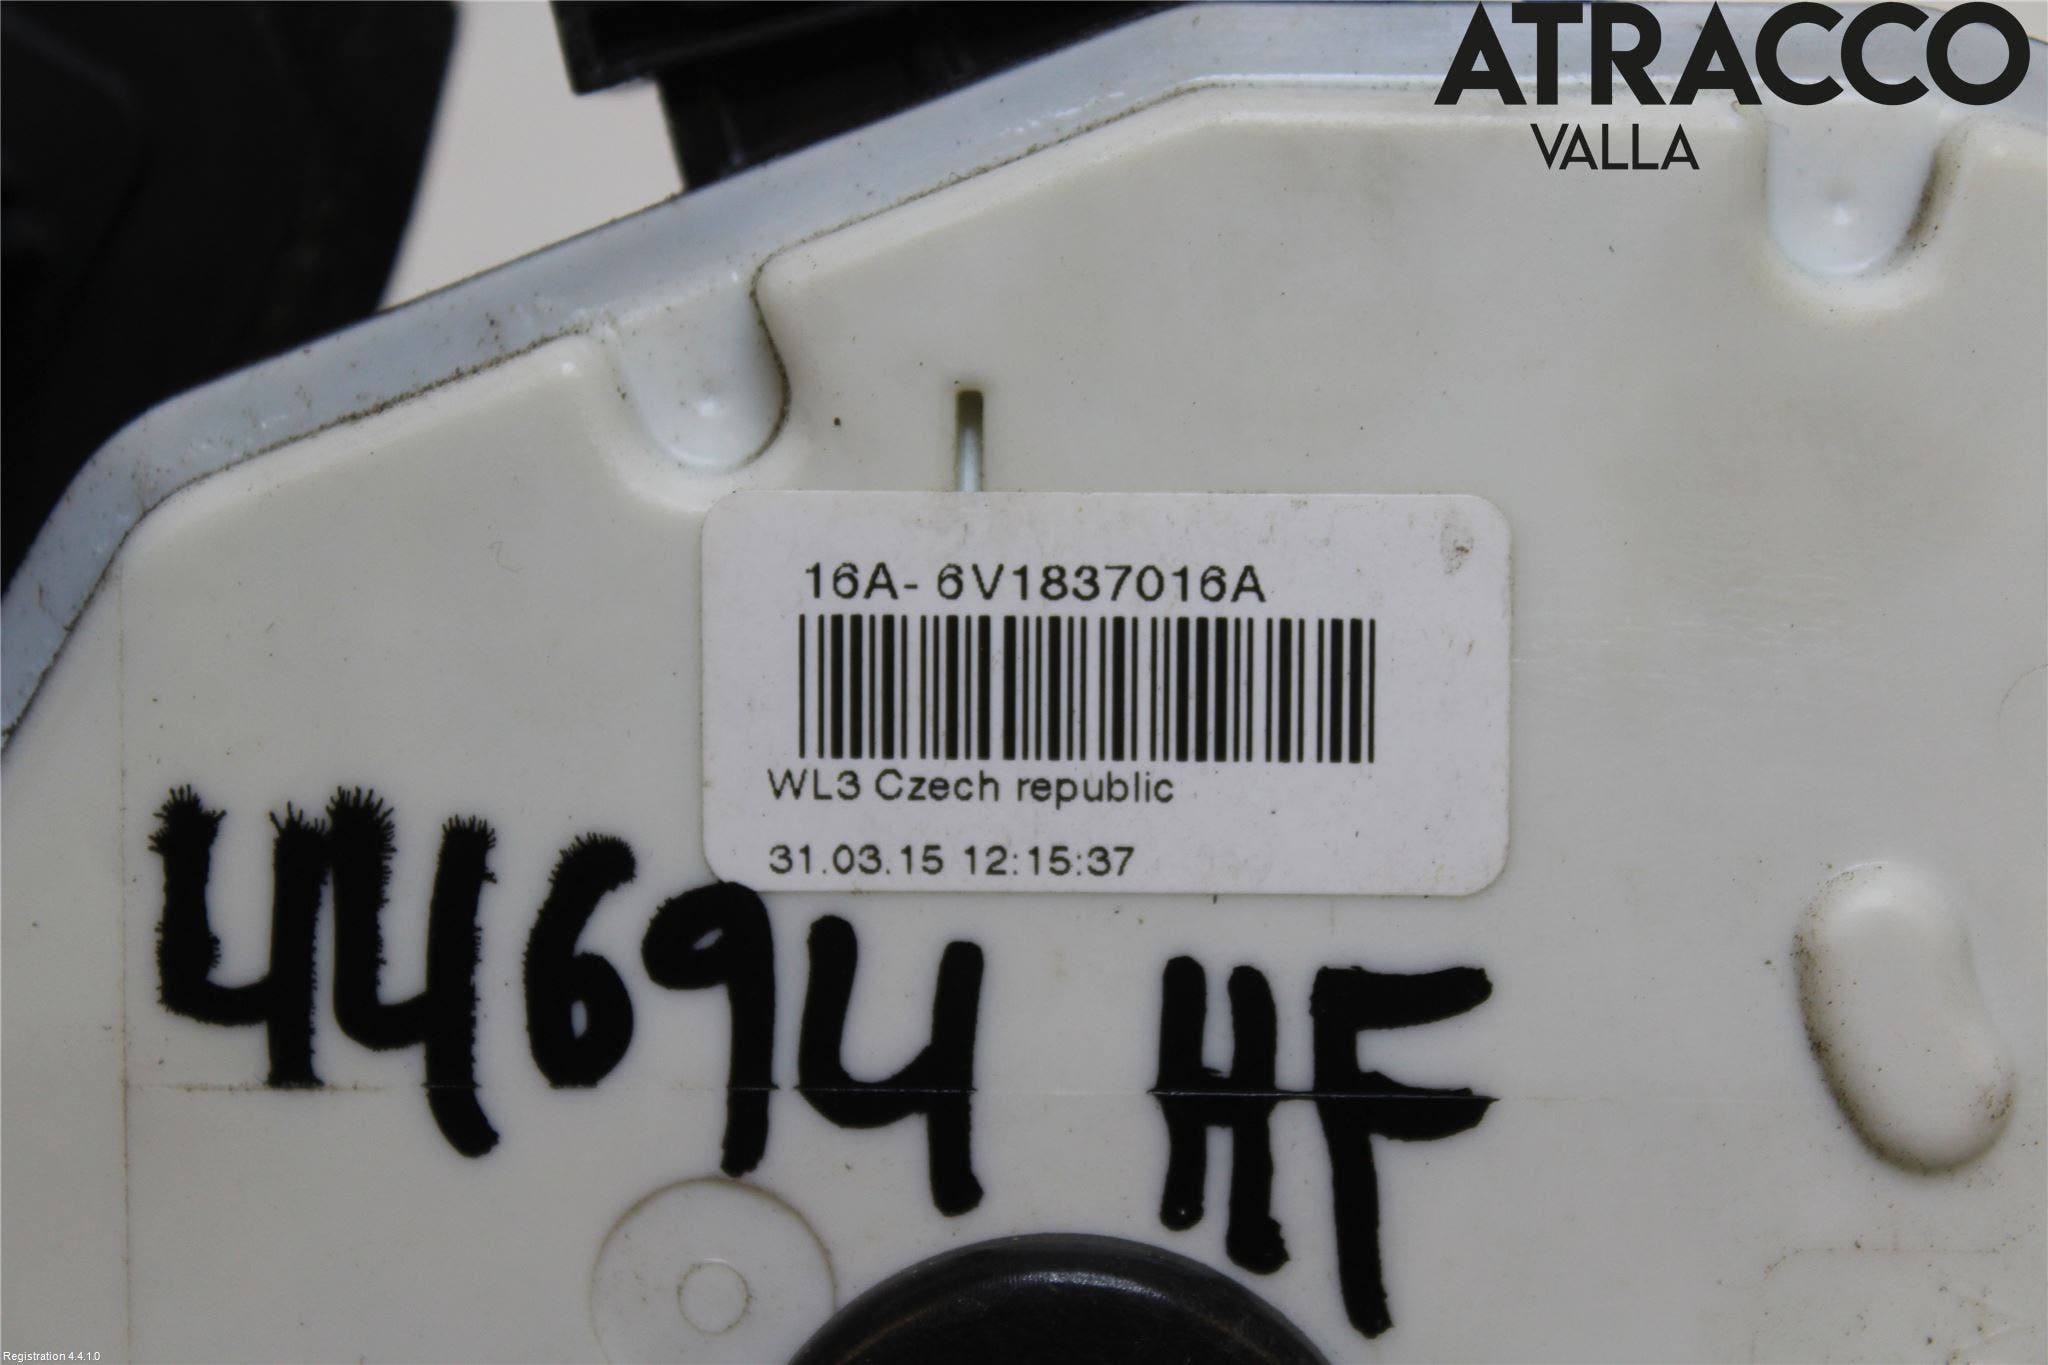 ATRACCO
VALLA
16A- 6V1837016A
WL3 Czech republic
31.03.15 12:15:37
44694 HF
Registration 4.4.1.0